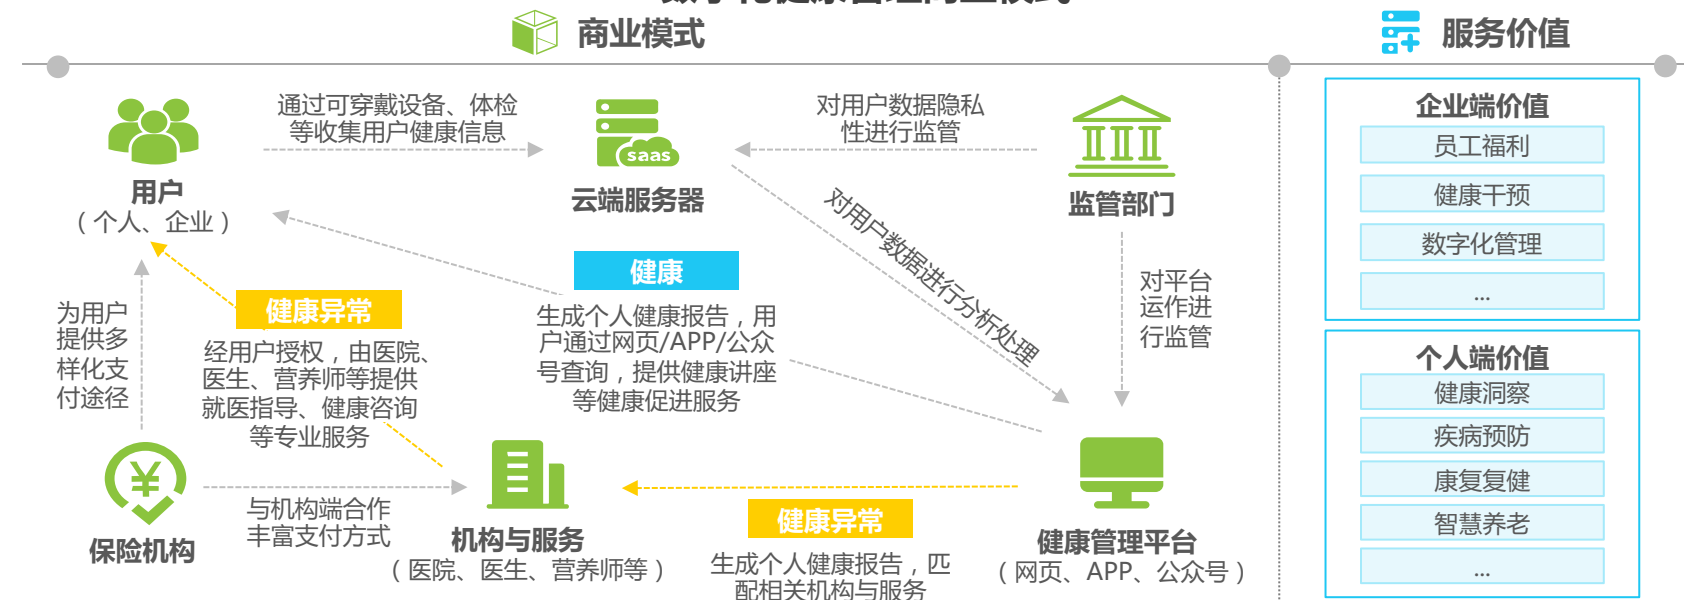 数字化健康管理商业模式
商业模式
服务价值
通过可穿戴设备、体检
等收集用户健康信息
对用户数据隐私
性进行监管
saas
用户
（个人、企业）
云端服务器
监管部门
对用户数据进行分析处理
健康
生成个人健康报告，用
户通过网页/APP/公众
号查询，提供健康讲座
等健康促进服务
对平台
运作进
行监管
为用户
提供多
样化支
付途径
健康异常
经用户授权，由医院、
医生、营养师等提供
就医指导、健康咨询
等专业服务
¥
保险机构
与机构端合作
丰富支付方式
机构与服务
（医院、医生、营养师等）
健康异常
生成个人健康报告，匹
配相关机构与服务
健康管理平台
（网页、APP、公众号）
企业端价值
员工福利
健康干预
数字化管理
...
个人端价值
健康洞察
疾病预防
康复复健
智慧养老
...